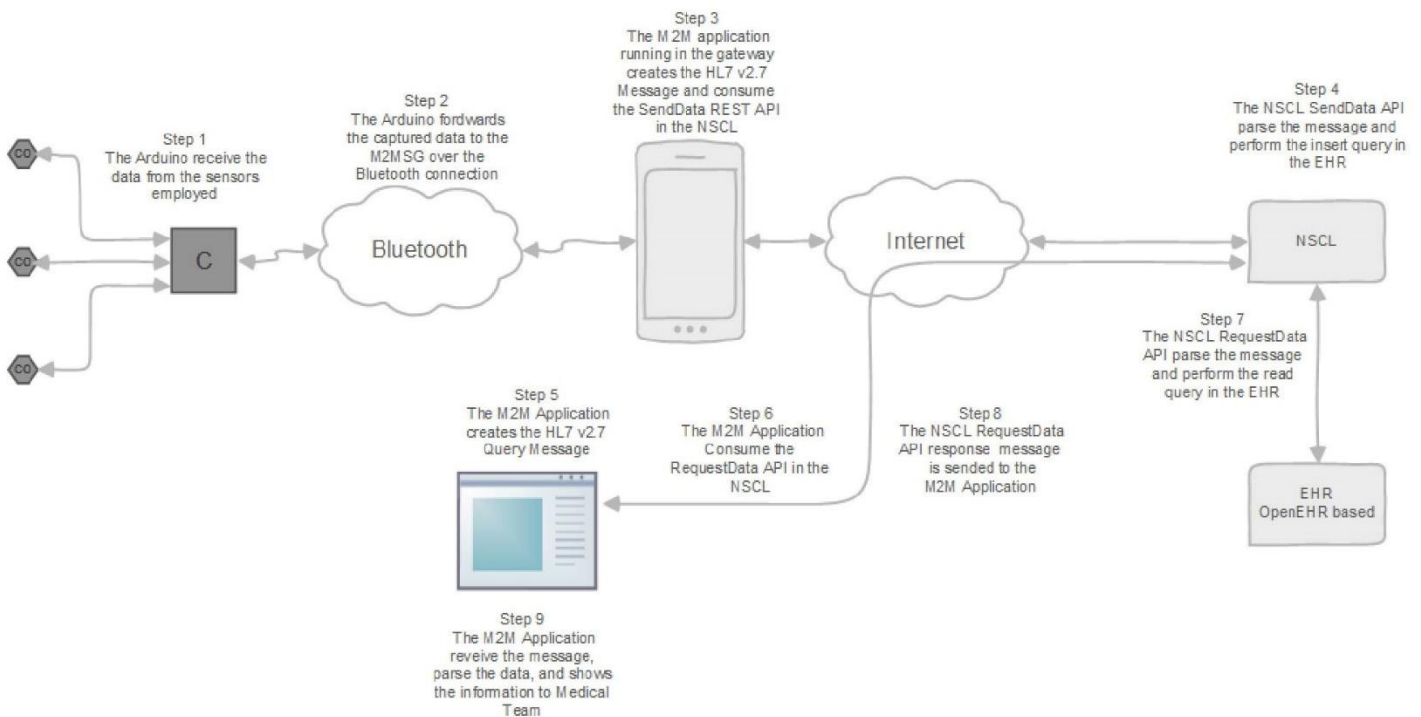 Step 1
The Arduino receive the
data from the sensors
employed
Step 2
The Arduino fordwards
the captured data to the
M2MSG over the
Bluetooth connection
Step 3
The M2M application
running in the gateway
creates the HL7 v2.7
Message and consume
the SendData REST API
in the NSCL
Step 4
The NSCL SendData API
parse the message and
perform the insert query in
the EHR
CO
CO
CO
C
Bluetooth
Internet
NSCL
Step 7
The NSCL RequestData
API parse the message
and perform the read
query in the EHR
Step 5
The M2M Application
creates the HL7 v2.7
Query Message
Step 6
The M2M Application
Consume the
RequestData API in the
NSCL
Step 8
The NSCL RequestData
API response message
is sended to the
M2M Application
EHR
OpenEHR based
Step 9
The M2M Application
reveive the message,
parse the data, and shows
the information to Medical
Team